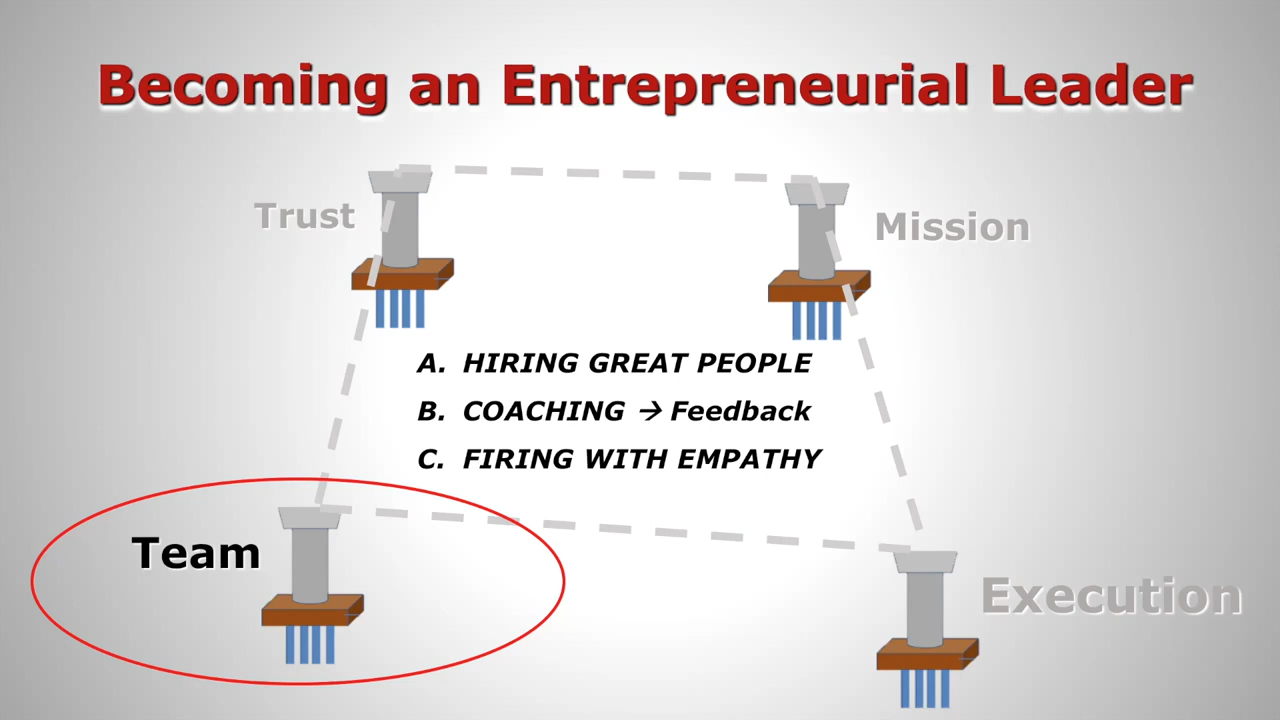 Becoming an Entrepreneurial Leader
Trust
Mission
A. HIRING GREAT PEOPLE
B. COACHING → Feedback
C. FIRING WITH EMPATHY
Team
Execution